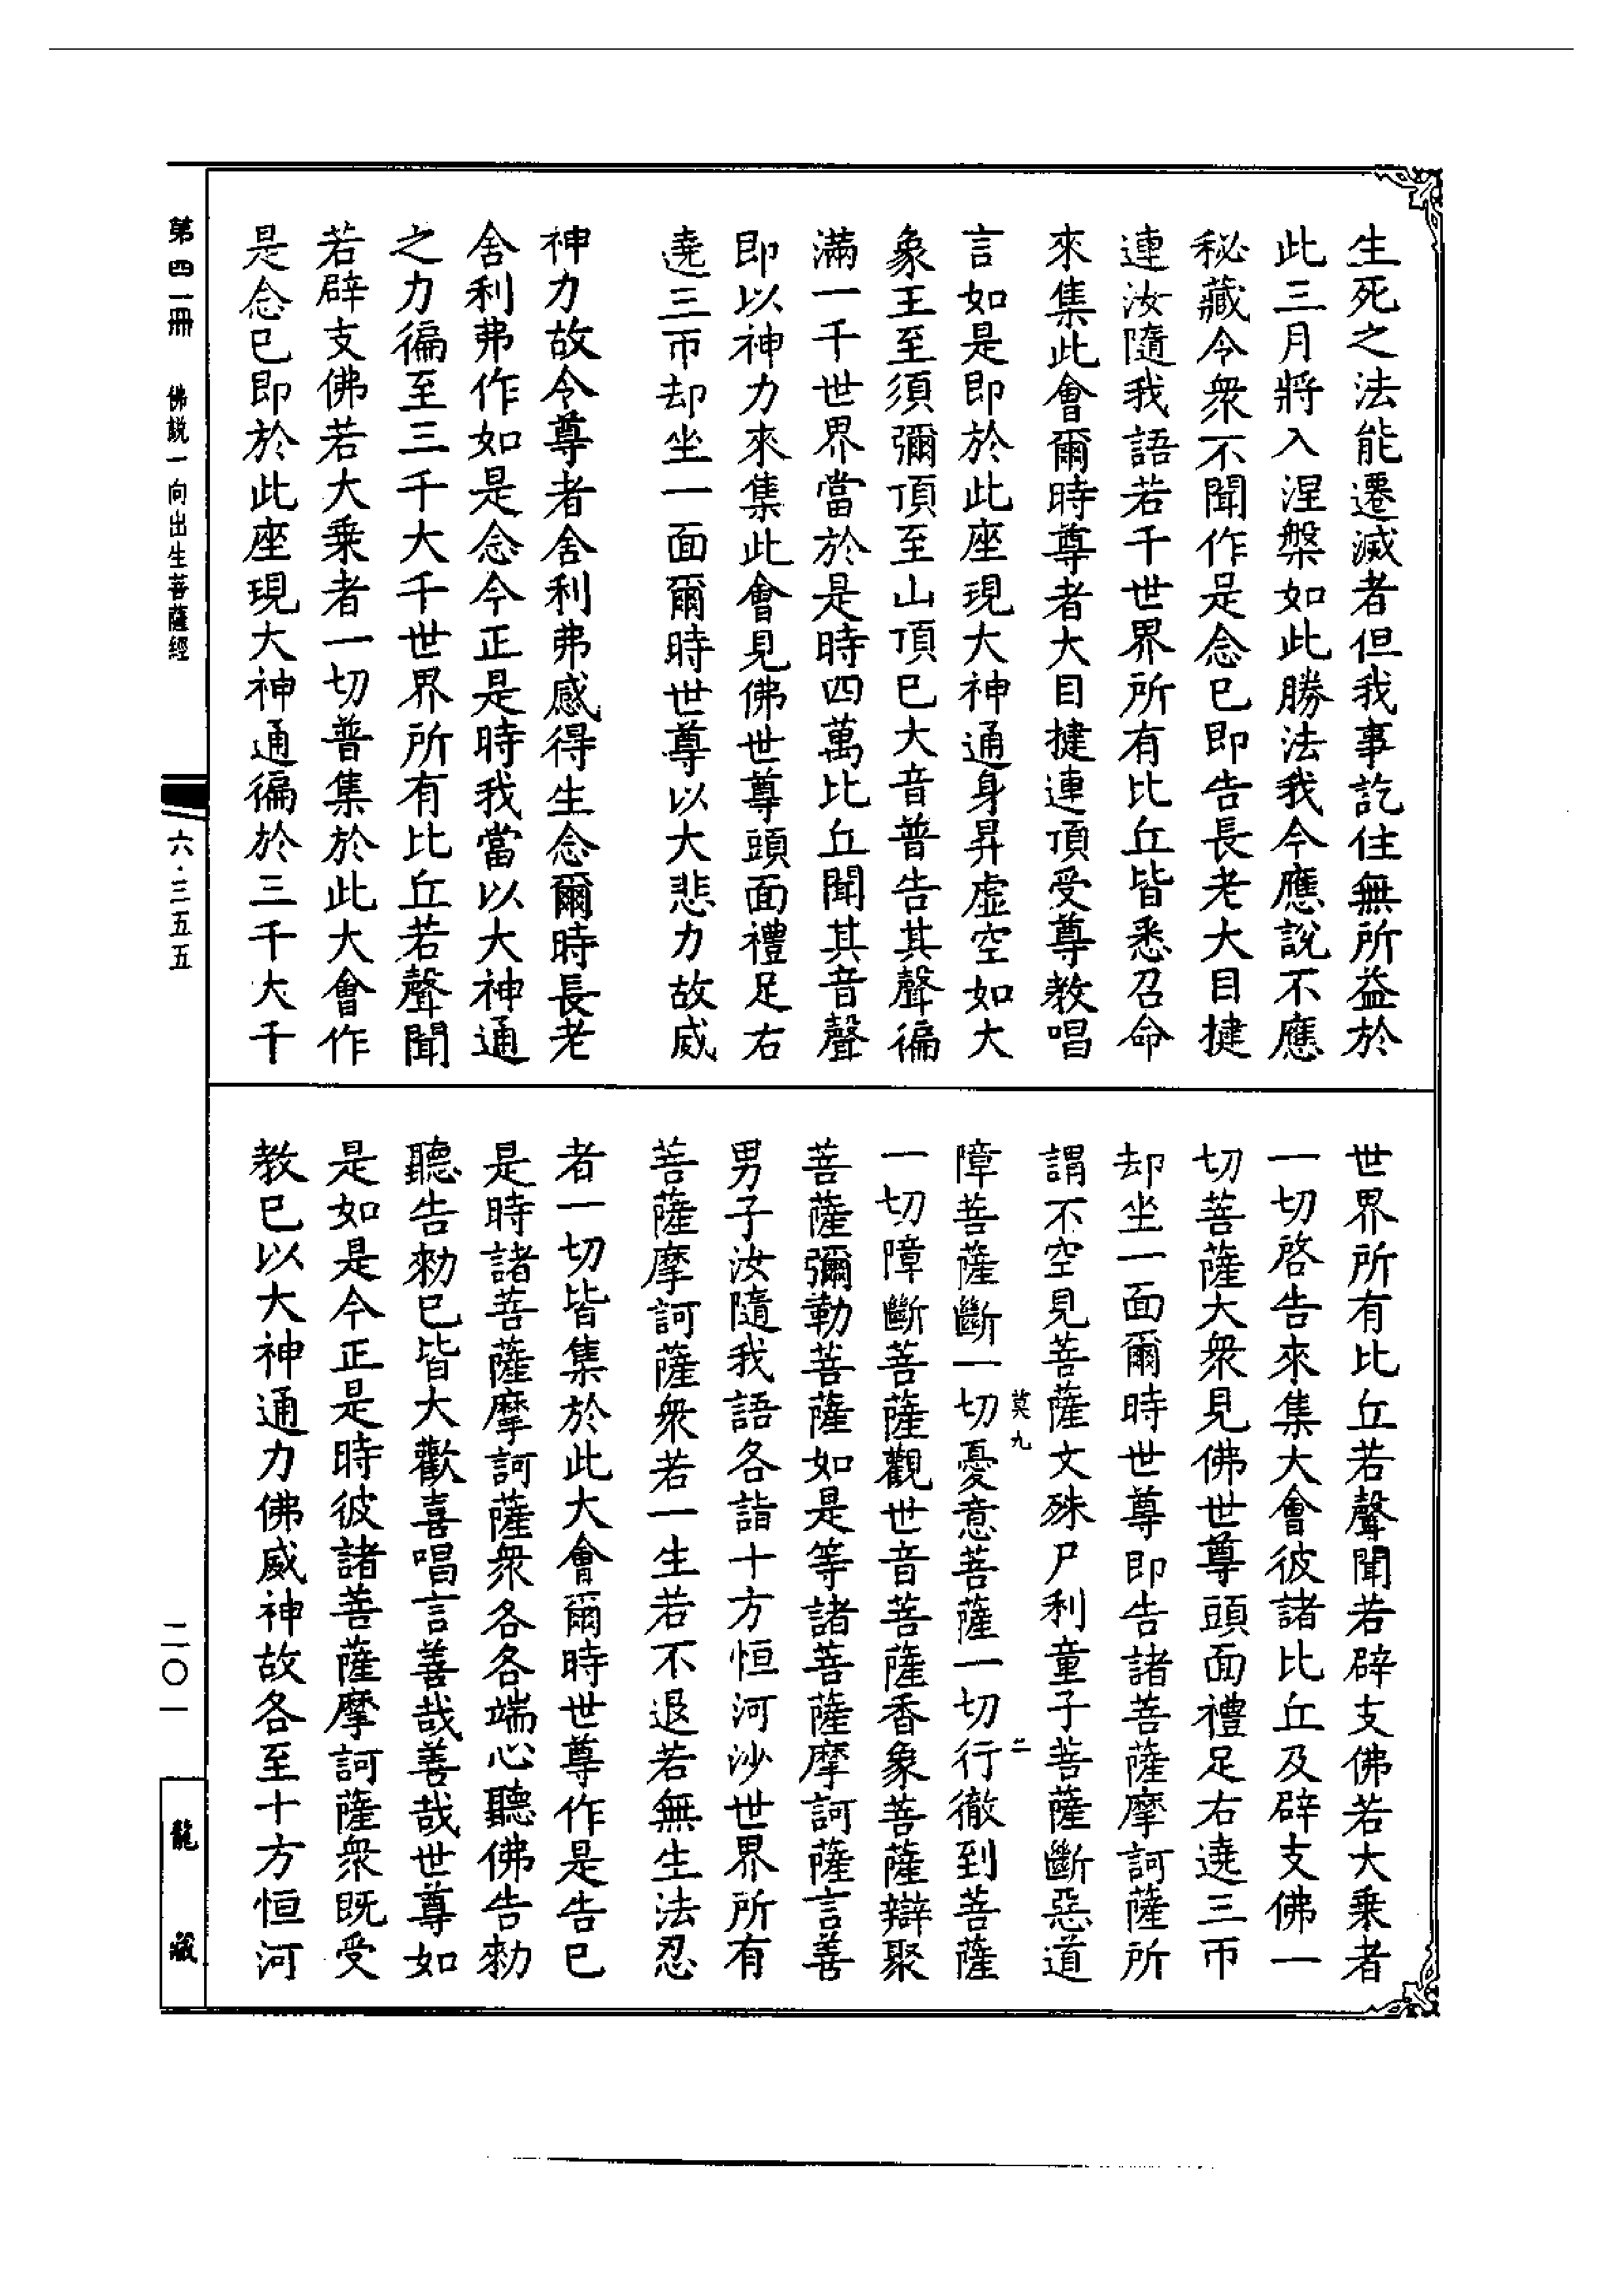 生死之法能遷滅者但我事訖住無所益於
此三月將入涅槃如此勝法我今應說不應
秘藏令衆不聞作是念已即告長老大目揵
連汝隨我語若千世界所有比丘皆悉召命
來集此會爾時尊者大目揵連頂受尊教唱
言如是即於此座現大神通身昇虛空如大
象王至須彌頂至山頂已大音普告其聲徧
滿一千世界當於是時四萬比丘聞其音聲
即以神力來集此會見佛世尊頭面禮足右
遶三帀却坐一面爾時世尊以大悲力故威
神力故令尊者舍利弗感得生念爾時長老
舍利弗作如是念今正是時我當以大神通
之力徧至三千大千世界所有比丘若聲聞
若辟支佛若大乗者一切普集於此大會作
是念已即於此座現大神通徧於三千大千
世界所有比丘若聲聞若辟支佛若大乗者
一切啓告來集大會彼諸比丘及辟支佛一
切菩薩大衆見佛世尊頭面禮足右遶三帀
却坐一面爾時世尊即告諸菩薩摩訶薩所
謂不空見菩薩文殊尸利童子菩薩斷惡道
莫九 二
障菩薩斷一切憂意菩薩一切行徹到菩薩
一切障斷菩薩觀世音菩薩香象菩薩辯聚
菩薩彌勒菩薩如是等諸菩薩摩訶薩言善
男子汝隨我語各詣十方恒河沙世界所有
菩薩摩訶薩衆若一生若不退若無生法忍
者一切皆集於此大會爾時世尊作是告已
是時諸菩薩摩訶薩衆各各端心聽佛告勑
聽告勑已皆大歡喜唱言善哉善哉世尊如
是如是今正是時彼諸菩薩摩訶薩衆既受
教已以大神通力佛威神故各至十方恒河
第四二冊 佛說一向出生菩薩經
六·三五五
二〇一
龍藏